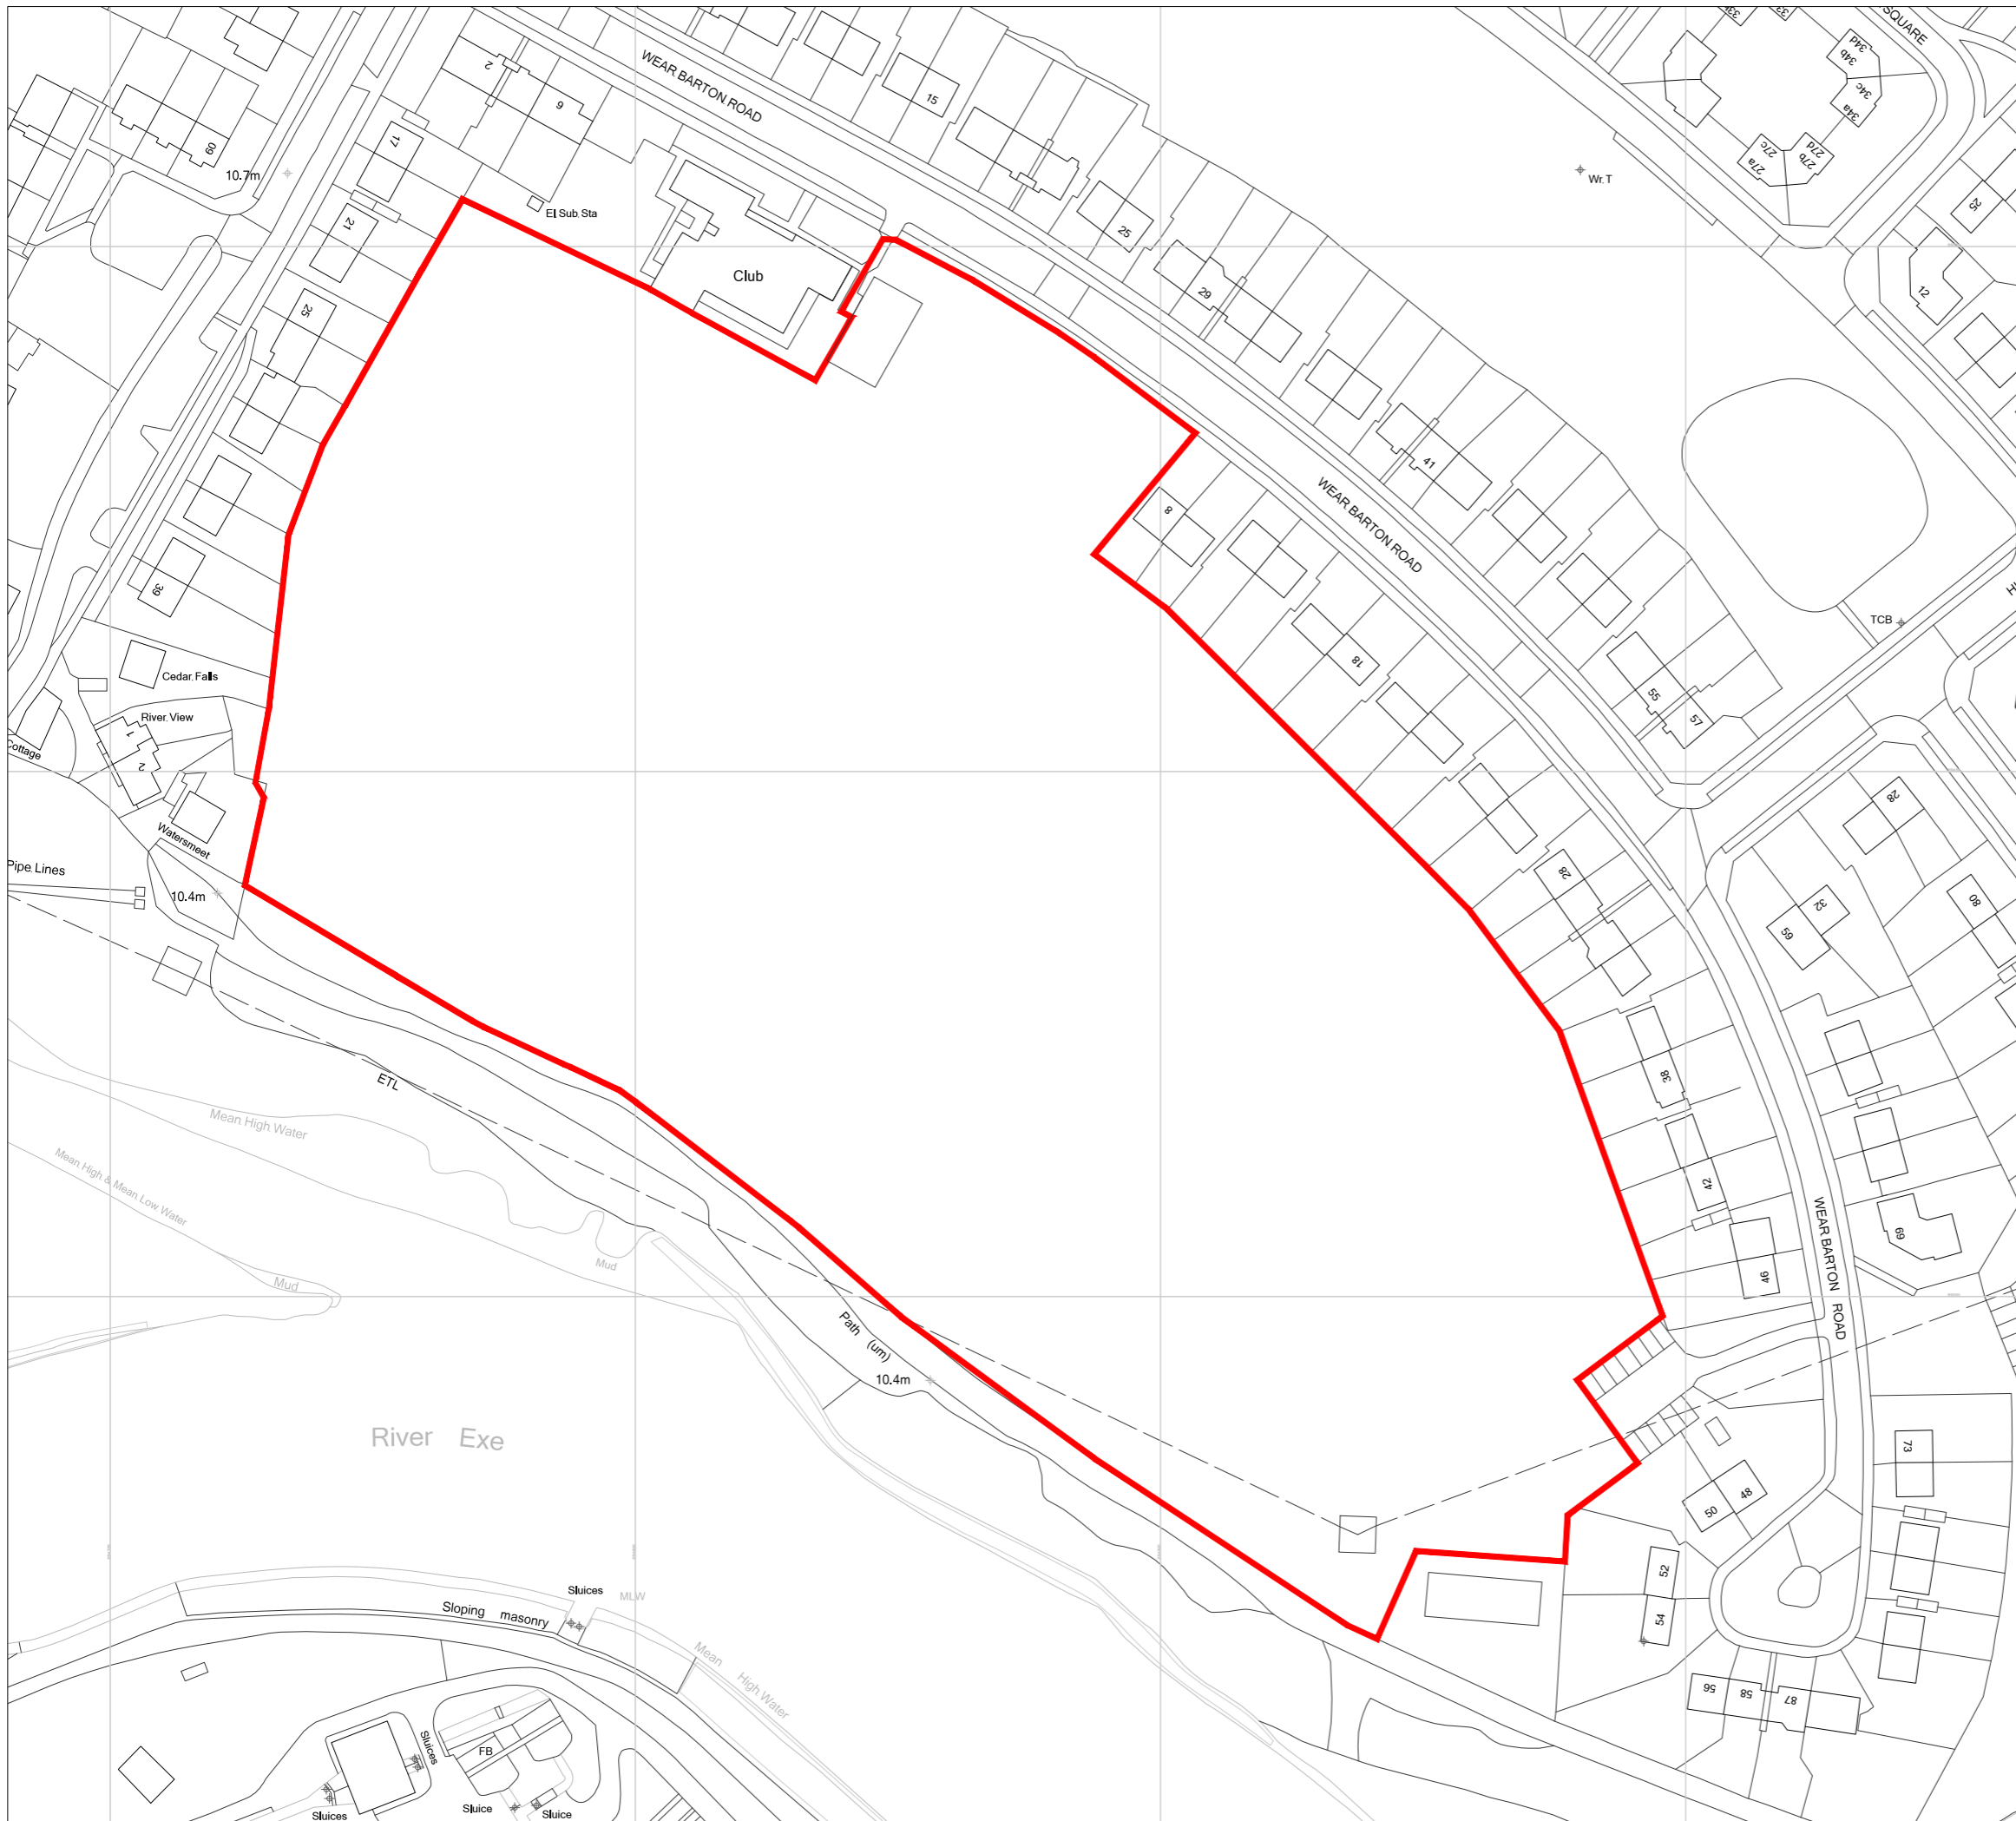 SQUARE
34d
34b
34c
34a
27c
27d
27b
27a
WEAR BARTON ROAD
2
9
15
17
60
10.7m
Wr T
21
El Sub Sta
25
25
12
Club
29
25
41
WEAR BARTON ROAD
8
39
TCB
18
Cedar Falls
River View
1
2
Cottage
55
57
28
Watersmeet
Pipe Lines
10.4m
28
32
59
80
ETL
38
Mean High Water
Mean High & Mean Low Water
42
WEAR BARTON ROAD
69
Mud
Mud
46
Path (um)
10.4m
River Exe
73
48
50
52
54
Sluices
MLW
Sloping masonry
Mean High Water
56
58
87
FB
Sluices
Sluices
Sluice
Sluice